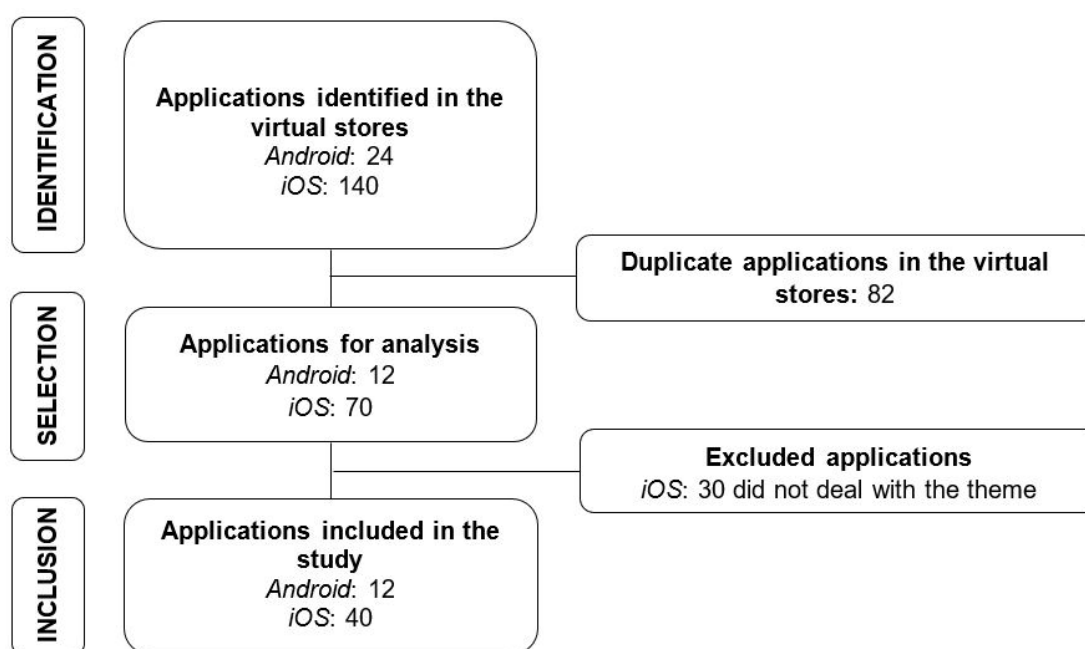 IDENTIFICATION
Applications identified in the
virtual stores
Android: 24
iOS: 140
Duplicate applications in the virtual
stores: 82
SELECTION
Applications for analysis
Android: 12
iOS: 70
Excluded applications
iOS: 30 did not deal with the theme
INCLUSION
Applications included in the
study
Android: 12
iOS: 40